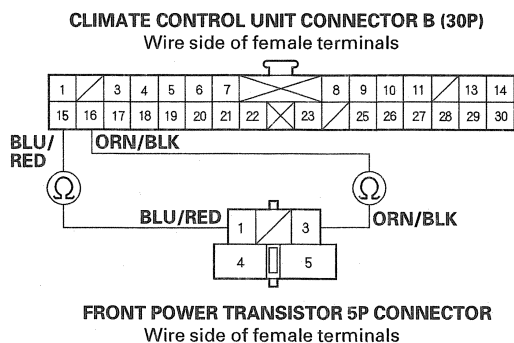 CLIMATE CONTROL UNIT CONNECTOR B (30P)
Wire side of female terminals
1 3 4 5 6 7 8 9 10 11 13 14
15 16 17 18 19 20 21 22 23 25 26 27 28 29 30
BLU/
RED
ORN/BLK
Ω Ω
BLU/RED
1 3
ORN/BLK
4 5
FRONT POWER TRANSISTOR 5P CONNECTOR
Wire side of female terminals